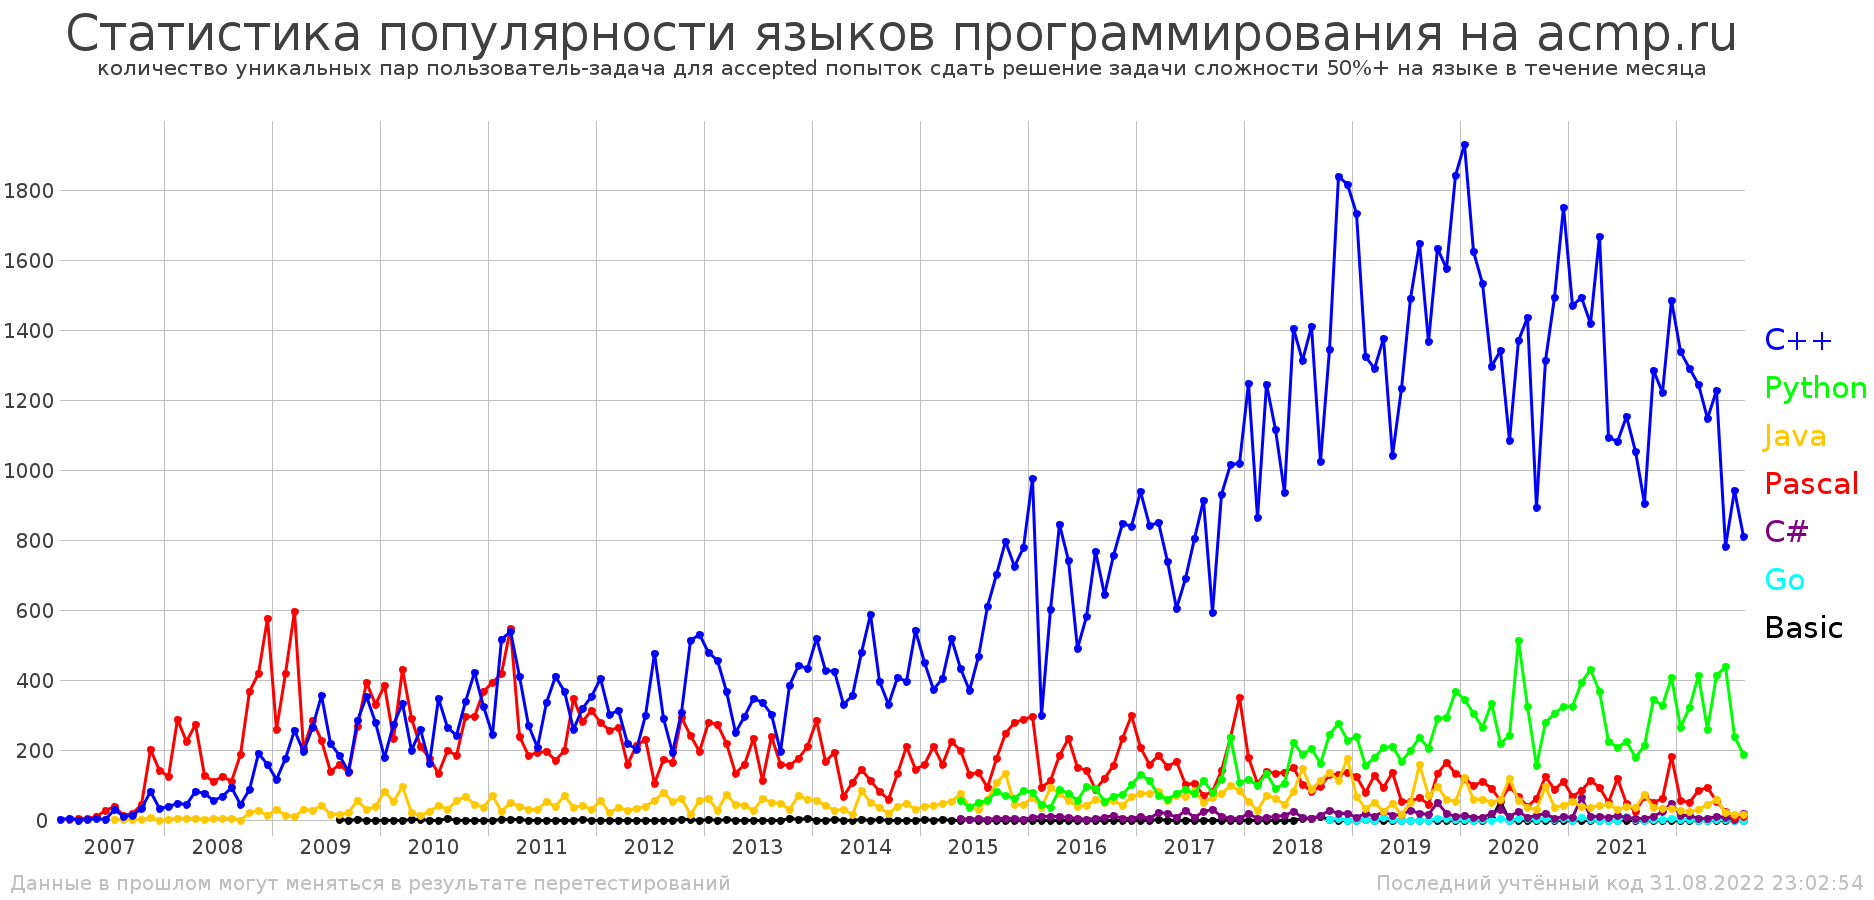 Статистика популярности языков программирования на acmp.ru
количество уникальных пар пользователь-задача для accepted попыток сдать решение задачи сложности 50%+ на языке в течение месяца
1800
1600
1400
1200
1000
800
600
400
200
0
C++
Python
Java
Pascal
C#
Go
Basic
2007 2008 2009 2010 2011 2012 2013 2014 2015 2016 2017 2018 2019 2020 2021
Данные в прошлом могут меняться в результате перетестирований
Последний учтённый код 31.08.2022 23:02:54